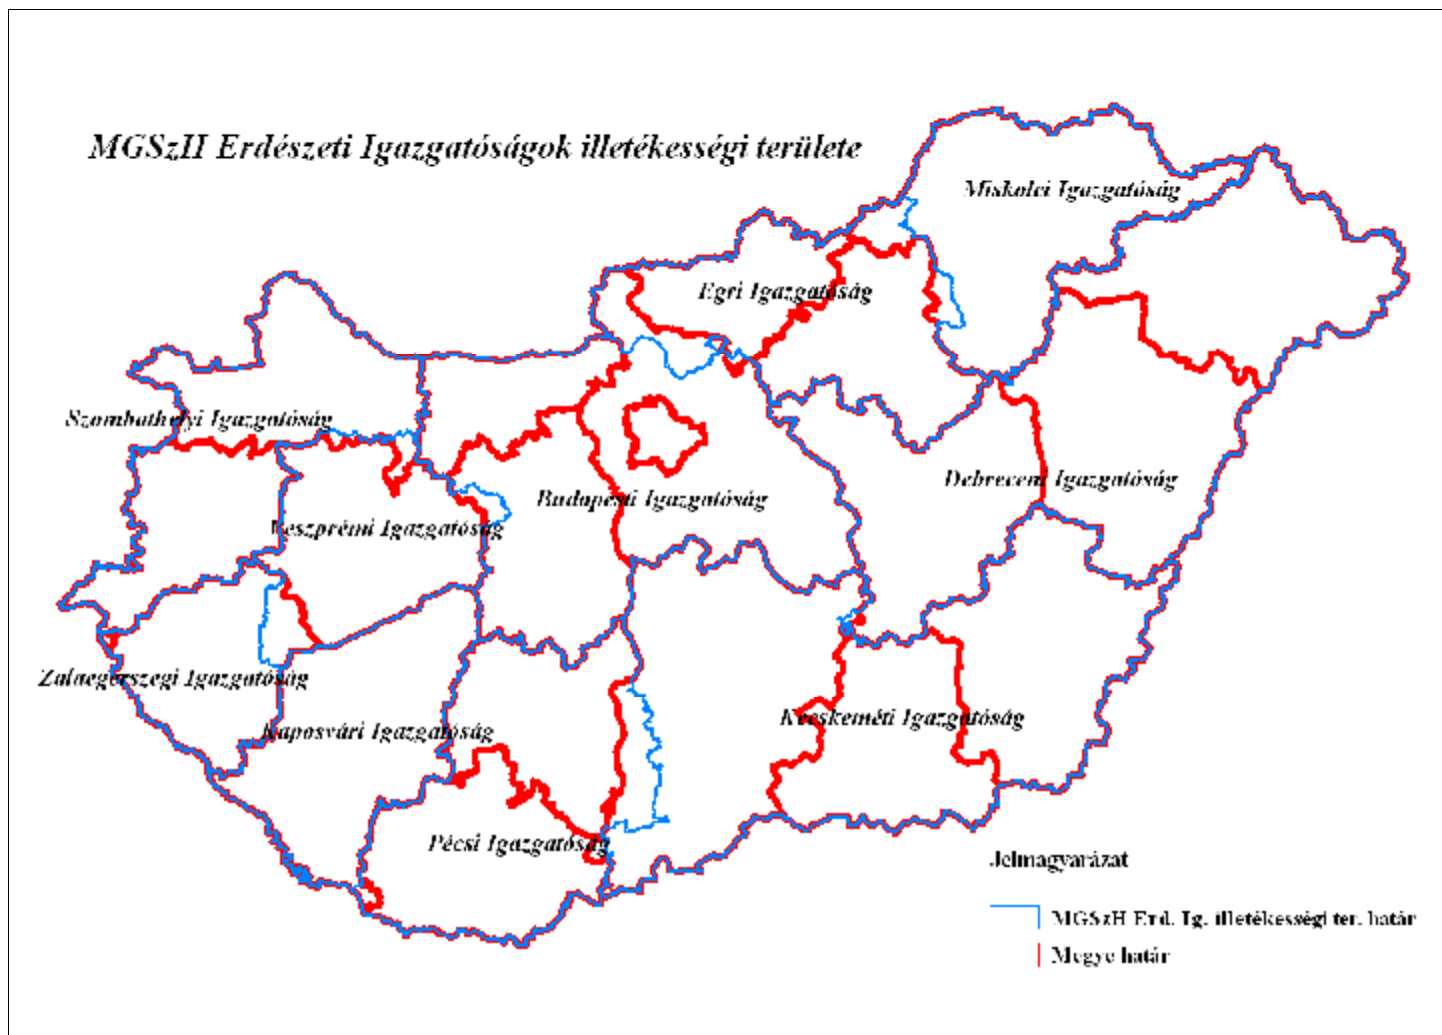 MGSzH Erdészeti Igazgatóságok illetékességi területe
Miskolci Igazgatóság
Egri Igazgatóság
Szombathelyi Igazgatóság
Debreceni Igazgatóság
Budapesti Igazgatóság
Veszprémi Igazgatóság
Zalaegerszegi Igazgatóság
Kecskeméti Igazgatóság
Kaposvári Igazgatóság
Pécsi Igazgatóság
Jelmagyarázat
MGSzH Erd. Ig. illetékességi ter. határ
Megye határ